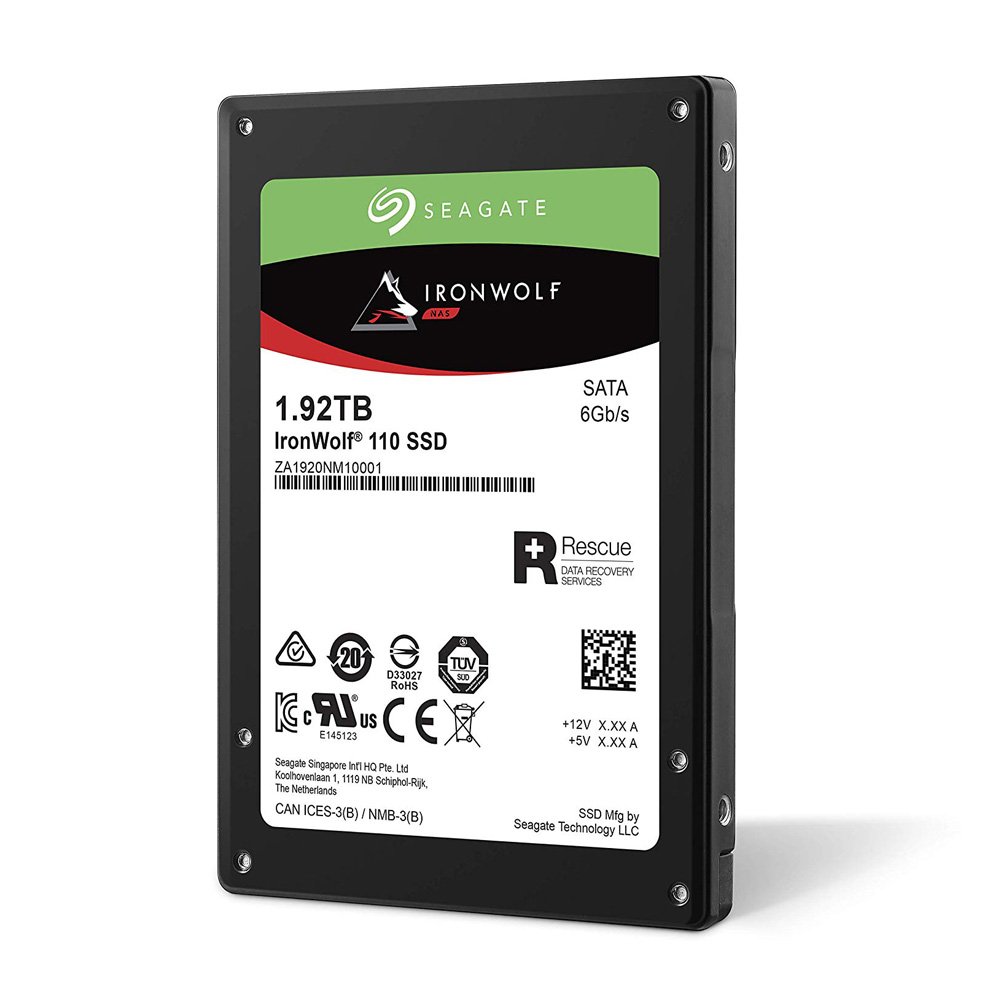 SEAGATE
IRONWOLF
NAS
SATA
6Gb/s
1.92TB
IronWolf® 110 SSD
ZA1920NM10001
R
Rescue
DATA RECOVERY
SERVICES
20
D33027
RoHS
S
TÜV
SÜD
c RU® US CE
E145123
+12V X.XX A
+5V X.XX A
Seagate Singapore Int'l HQ Pte. Ltd
Koolhovenlaan 1, 1119 NB Schiphol-Rijk,
The Netherlands
CAN ICES-3(B) / NMB-3(B)
SSD Mfg by
Seagate Technology LLC